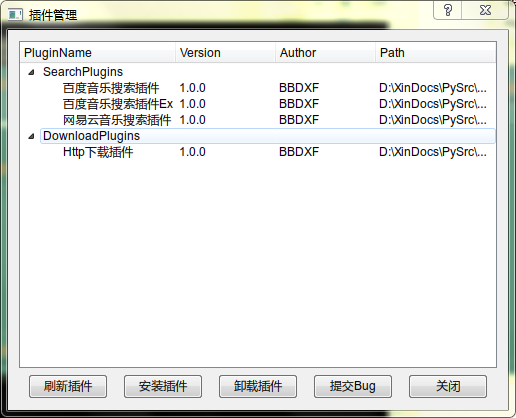 插件管理
PluginName Version Author Path
SearchPlugins
百度音乐搜索插件 1.0.0 BBDXF D:\XinDocs\PySrc\...
百度音乐搜索插件Ex 1.0.0 BBDXF D:\XinDocs\PySrc\...
网易云音乐搜索插件 1.0.0 BBDXF D:\XinDocs\PySrc\...
DownloadPlugins
Http下载插件 1.0.0 BBDXF D:\XinDocs\PySrc\...
刷新插件 安装插件 卸载插件 提交Bug 关闭